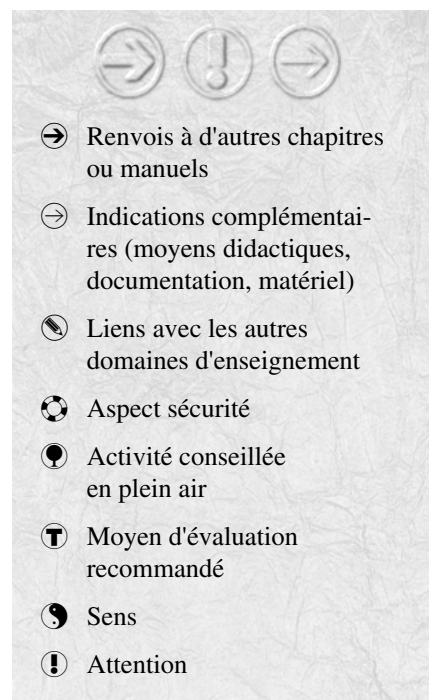 Renvois à d'autres chapitres
ou manuels
Indications complémentai-
res (moyens didactiques,
documentation, matériel)
Liens avec les autres
domaines d'enseignement
Aspect sécurité
Activité conseillée
en plein air
T Moyen d'évaluation
recommandé
Sens
! Attention